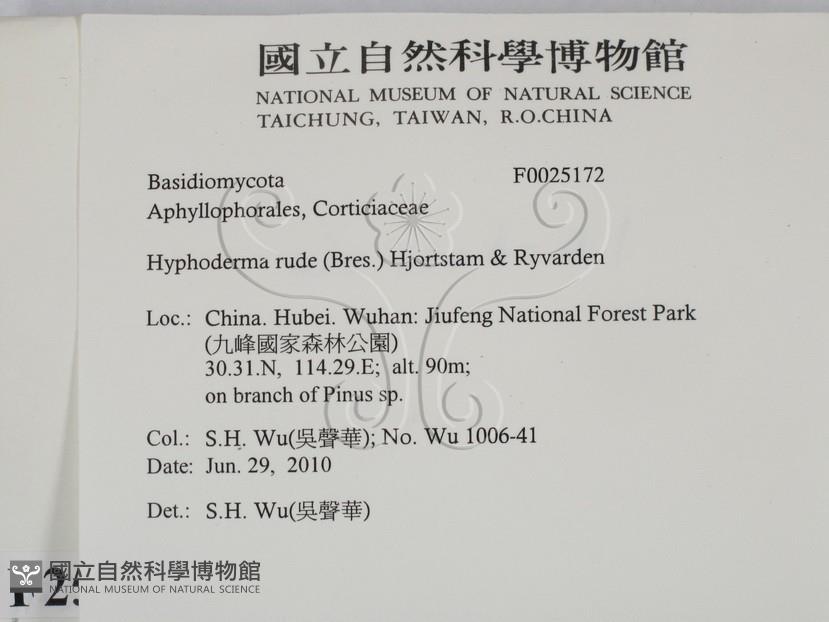 國立自然科學博物館
NATIONAL MUSEUM OF NATURAL SCIENCE
TAICHUNG, TAIWAN, R.O.CHINA
Basidiomycota F0025172
Aphyllophorales, Corticiaceae
Hyphoderma rude (Bres.) Hjortstam & Ryvarden
Loc.: China. Hubei. Wuhan: Jiufeng National Forest Park
(九峰國家森林公園)
30.31.N, 114.29.E; alt. 90m;
on branch of Pinus sp.
Col.: S.H. Wu(吳聲華); No. Wu 1006-41
Date: Jun. 29, 2010
Det.: S.H. Wu(吳聲華)
國立自然科學博物館
NATIONAL MUSEUM OF NATURAL SCIENCE